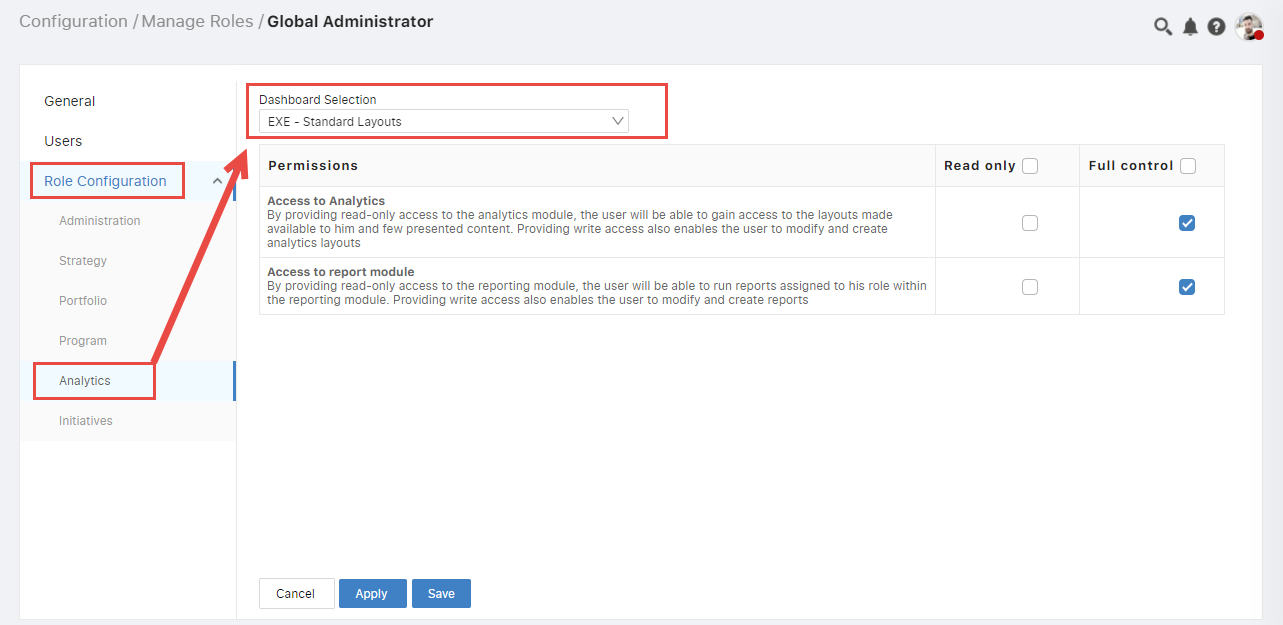 Configuration / Manage Roles / Global Administrator
General
Users
Role Configuration
Administration
Strategy
Portfolio
Program
Analytics
Initiatives
Dashboard Selection
EXE - Standard Layouts
Permissions
Read only
Full control
Access to Analytics
By providing read-only access to the analytics module, the user will be able to gain access to the layouts made
available to him and few presented content. Providing write access also enables the user to modify and create
analytics layouts
Access to report module
By providing read-only access to the reporting module, the user will be able to run reports assigned to his role within
the reporting module. Providing write access also enables the user to modify and create reports
Cancel
Apply
Save